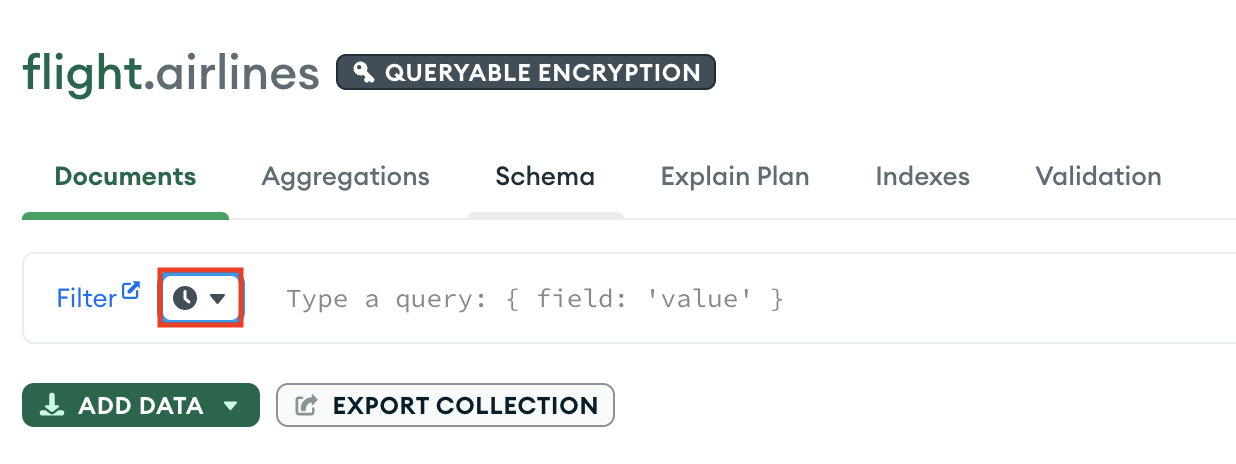 flight.airlines QUERYABLE ENCRYPTION
Documents Aggregations Schema Explain Plan Indexes Validation
Filter Type a query: { field: 'value' }
ADD DATA EXPORT COLLECTION